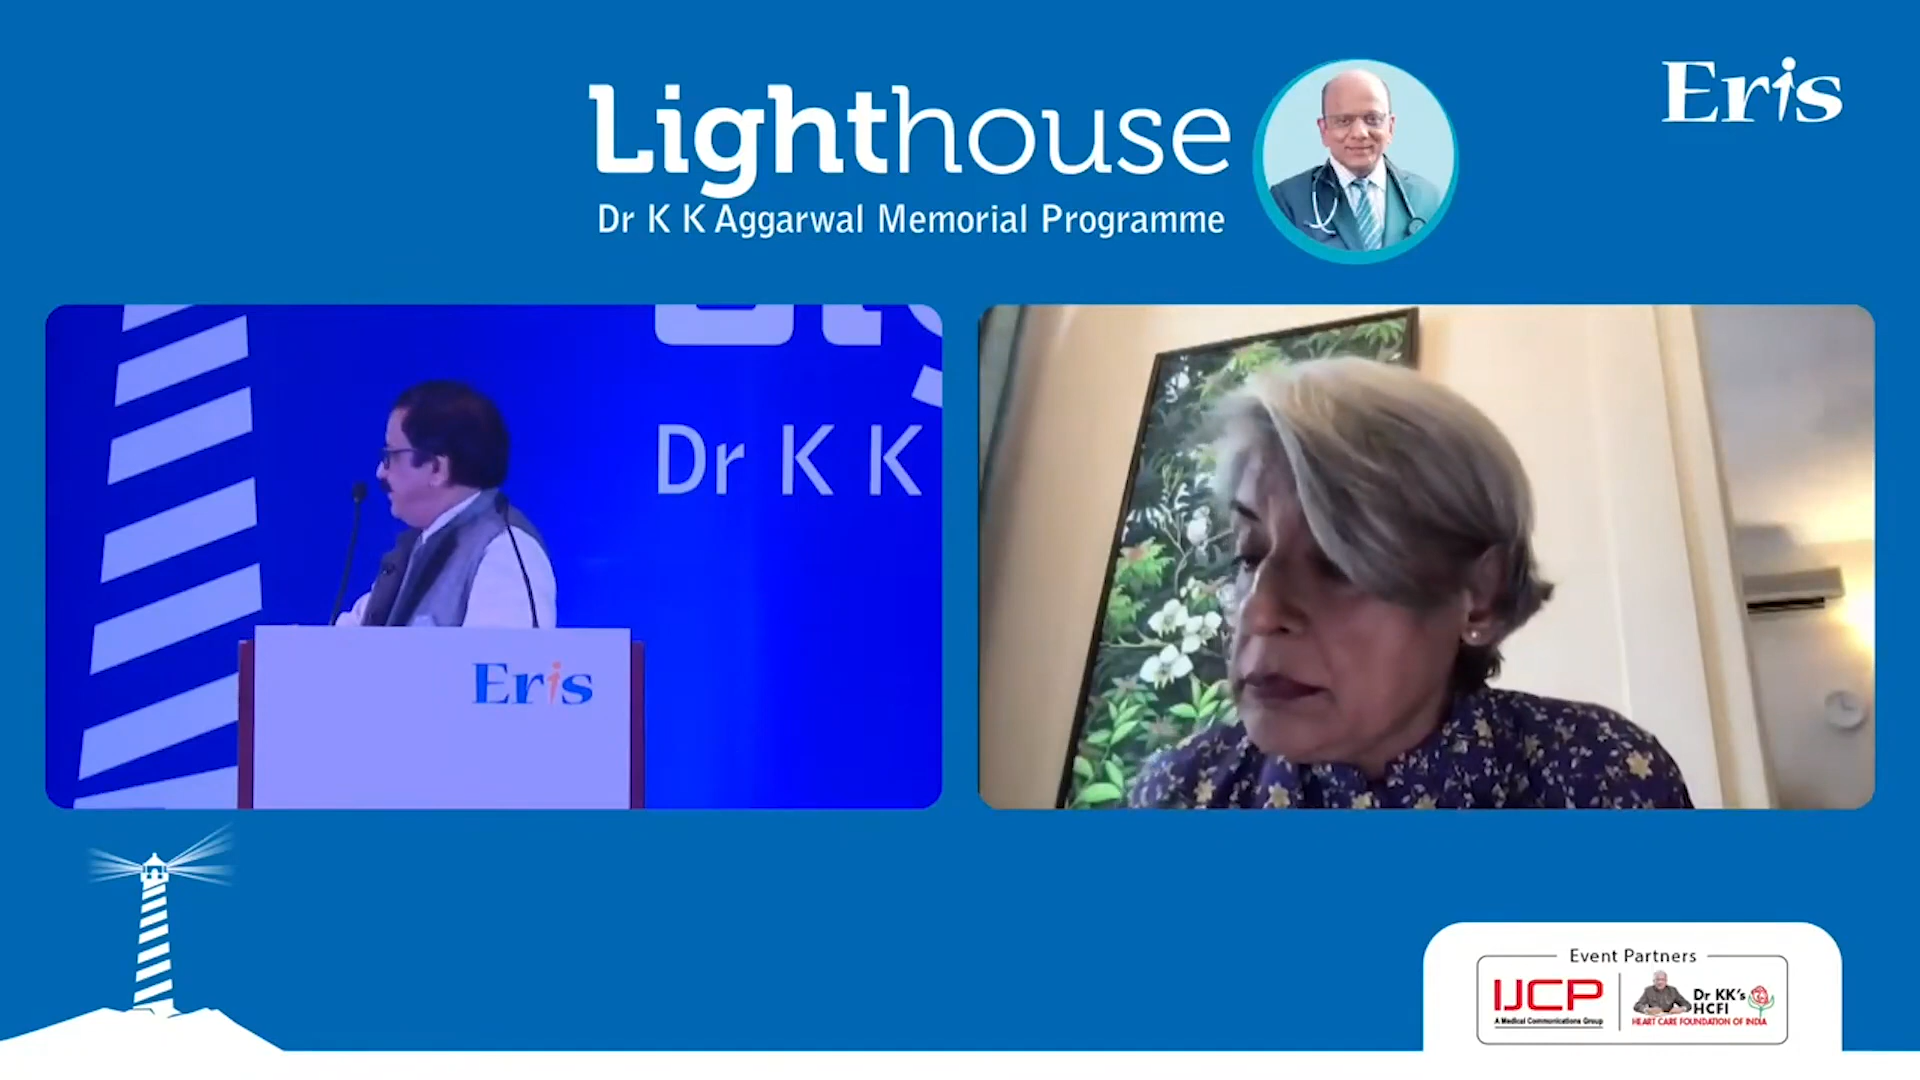 Lighthouse
Dr K K Aggarwal Memorial Programme
Eris
Dr K K
Eris
Event Partners
IJCP
A Medical Communications Group
Dr KK's
HCFI
HEART CARE FOUNDATION OF INDIA